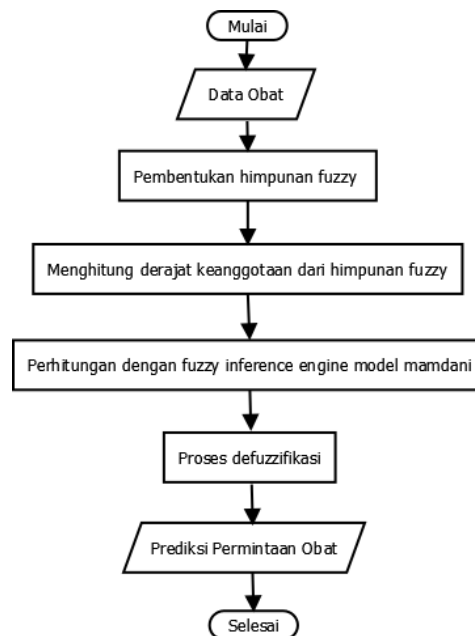 Mulai
Data Obat
Pembentukan himpunan fuzzy
Menghitung derajat keanggotaan dari himpunan fuzzy
Perhitungan dengan fuzzy inference engine model mamdani
Proses defuzzifikasi
Prediksi Permintaan Obat
Selesai